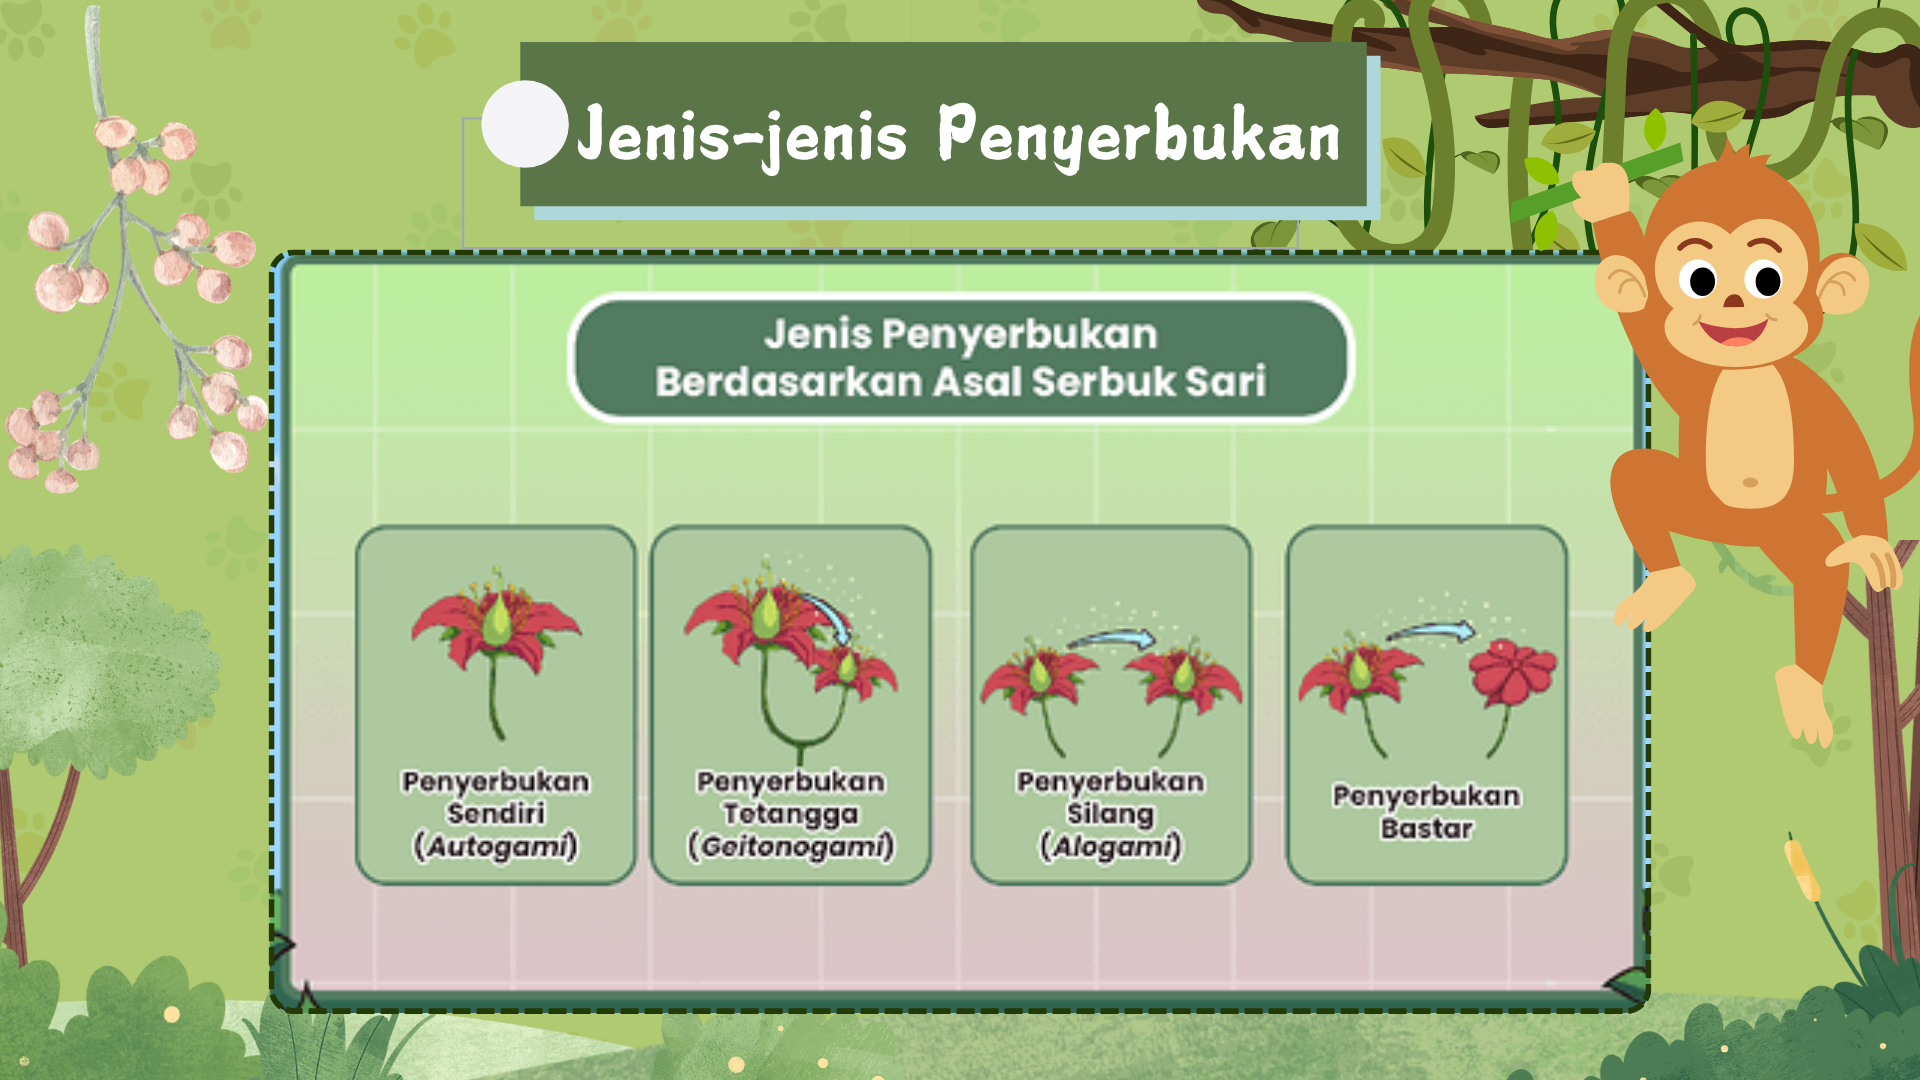 Jenis-jenis Penyerbukan
Jenis Penyerbukan
Berdasarkan Asal Serbuk Sari
Penyerbukan
Sendiri
(Autogami)
Penyerbukan
Tetangga
(Geitonogami)
Penyerbukan
Silang
(Alogami)
Penyerbukan
Bastar